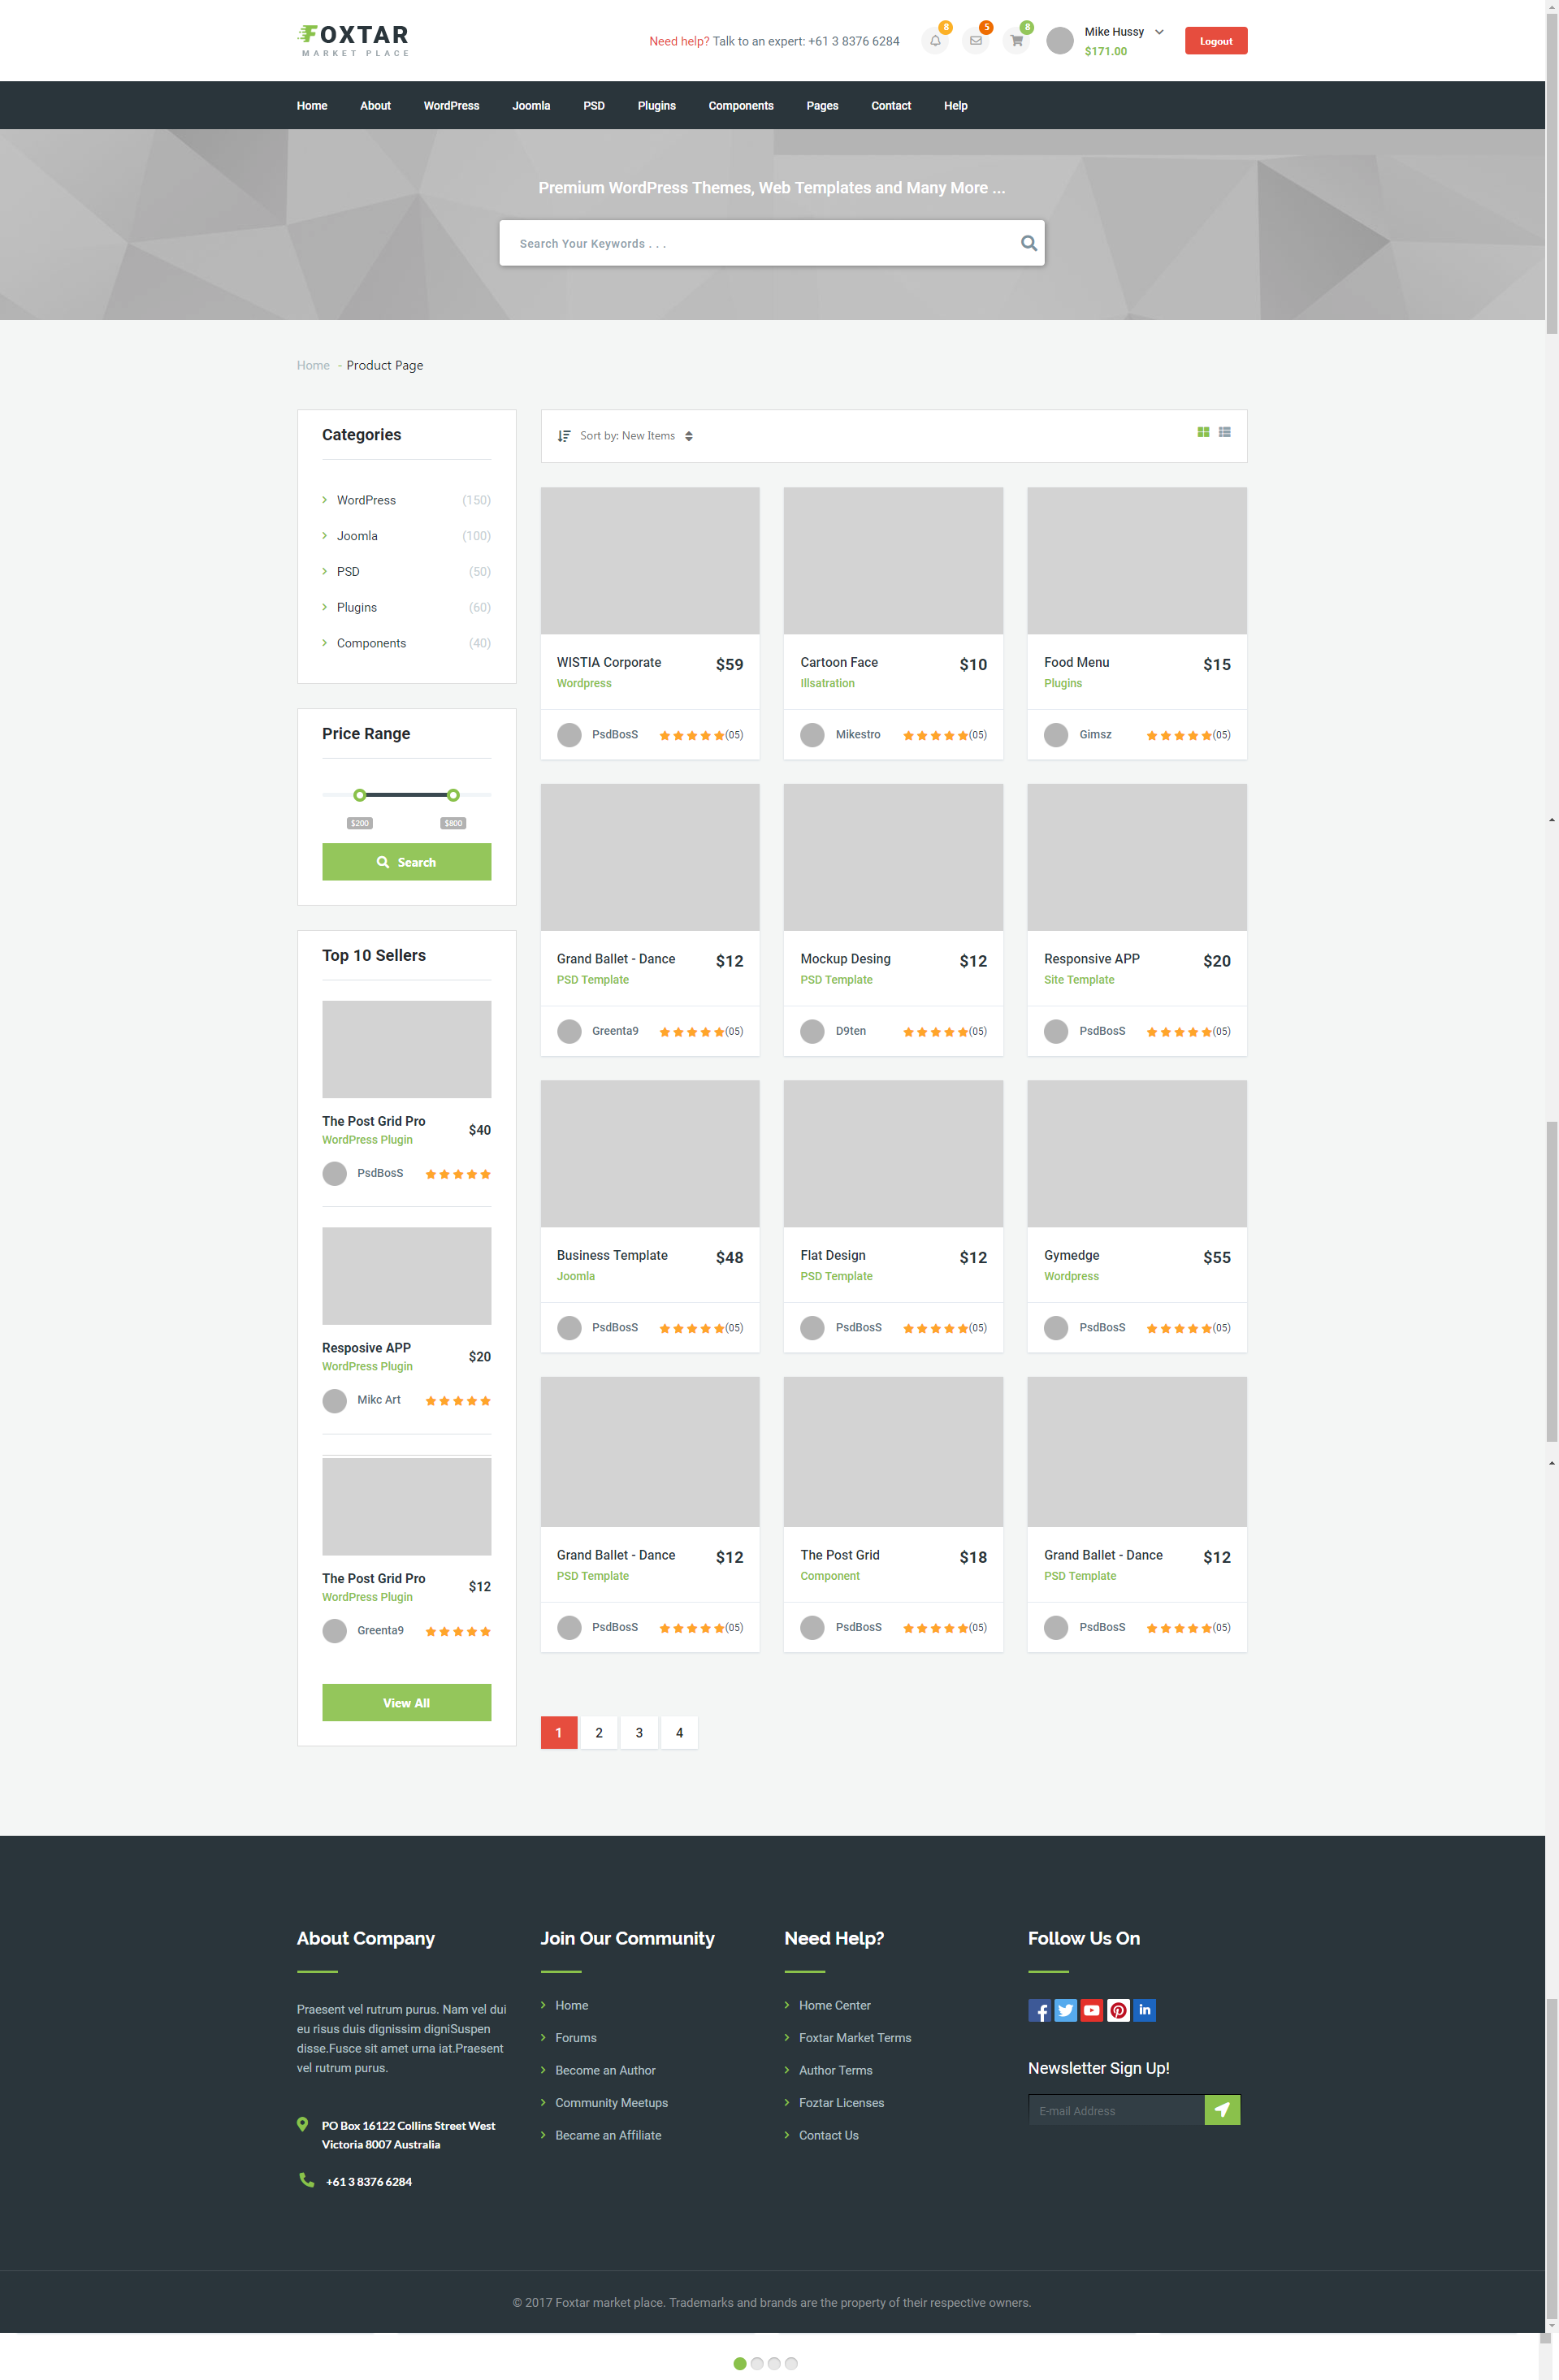 FOXTAR
MARKET PLACE
Need help? Talk to an expert: +61 3 8376 6284
8
5
8
Mike Hussy
$171.00
Logout
Home About WordPress Joomla PSD Plugins Components Pages Contact Help
Premium WordPress Themes, Web Templates and Many More ...
Search Your Keywords . . .
Home - Product Page
Categories
WordPress (150)
Joomla (100)
PSD (50)
Plugins (60)
Components (40)
Price Range
$200 $800
Search
Top 10 Sellers
The Post Grid Pro
WordPress Plugin
$40
PsdBosS
Resposive APP
WordPress Plugin
$20
Mikc Art
The Post Grid Pro
WordPress Plugin
$12
Greenta9
View All
Sort by: New Items
WISTIA Corporate $59
Wordpress
PsdBosS (05)
Cartoon Face $10
Illsatration
Mikestro (05)
Food Menu $15
Plugins
Gimsz (05)
Grand Ballet - Dance $12
PSD Template
Greenta9 (05)
Mockup Desing $12
PSD Template
D9ten (05)
Responsive APP $20
Site Template
PsdBosS (05)
Business Template $48
Joomla
PsdBosS (05)
Flat Design $12
PSD Template
PsdBosS (05)
Gymedge $55
Wordpress
PsdBosS (05)
Grand Ballet - Dance $12
PSD Template
PsdBosS (05)
The Post Grid $18
Component
PsdBosS (05)
Grand Ballet - Dance $12
PSD Template
PsdBosS (05)
1 2 3 4
About Company
Praesent vel rutrum purus. Nam vel dui
eu risus duis dignissim digniSuspen
disse.Fusce sit amet urna iat.Praesent
vel rutrum purus.
PO Box 16122 Collins Street West
Victoria 8007 Australia
+61 3 8376 6284
Join Our Community
Home
Forums
Become an Author
Community Meetups
Became an Affiliate
Need Help?
Home Center
Foxtar Market Terms
Author Terms
Foztar Licenses
Contact Us
Follow Us On
Newsletter Sign Up!
E-mail Address
© 2017 Foxtar market place. Trademarks and brands are the property of their respective owners.